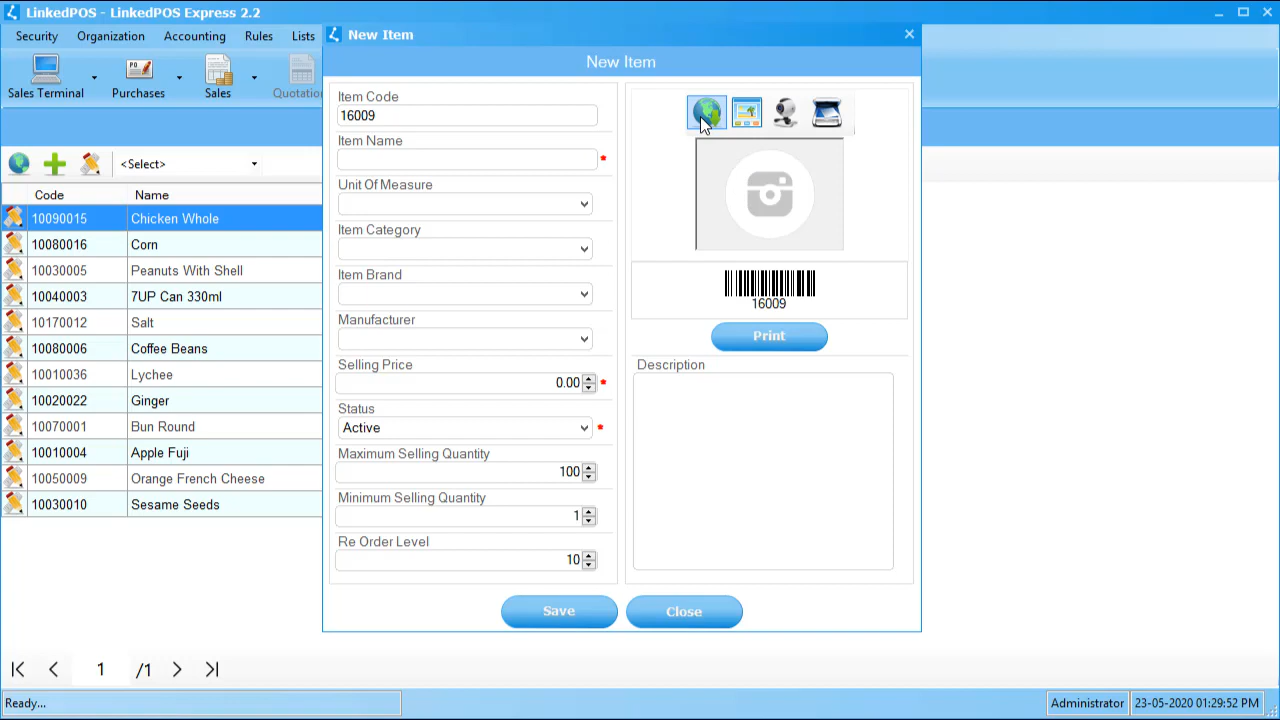 LinkedPOS - LinkedPOS Express 2.2
Security Organization Accounting Rules Lists
Sales Terminal Purchases Sales Quotatio
<Select>
Code Name
10090015 Chicken Whole
10080016 Corn
10030005 Peanuts With Shell
10040003 7UP Can 330ml
10170012 Salt
10080006 Coffee Beans
10010036 Lychee
10020022 Ginger
10070001 Bun Round
10010004 Apple Fuji
10050009 Orange French Cheese
10030010 Sesame Seeds
1 /1
New Item
New Item
Item Code
16009
Item Name
*
Unit Of Measure
Item Category
Item Brand
Manufacturer
Selling Price
0.00 *
Status
Active *
Maximum Selling Quantity
100
Minimum Selling Quantity
1
Re Order Level
10
16009
Print
Description
Save Close
Ready... Administrator 23-05-2020 01:29:52 PM